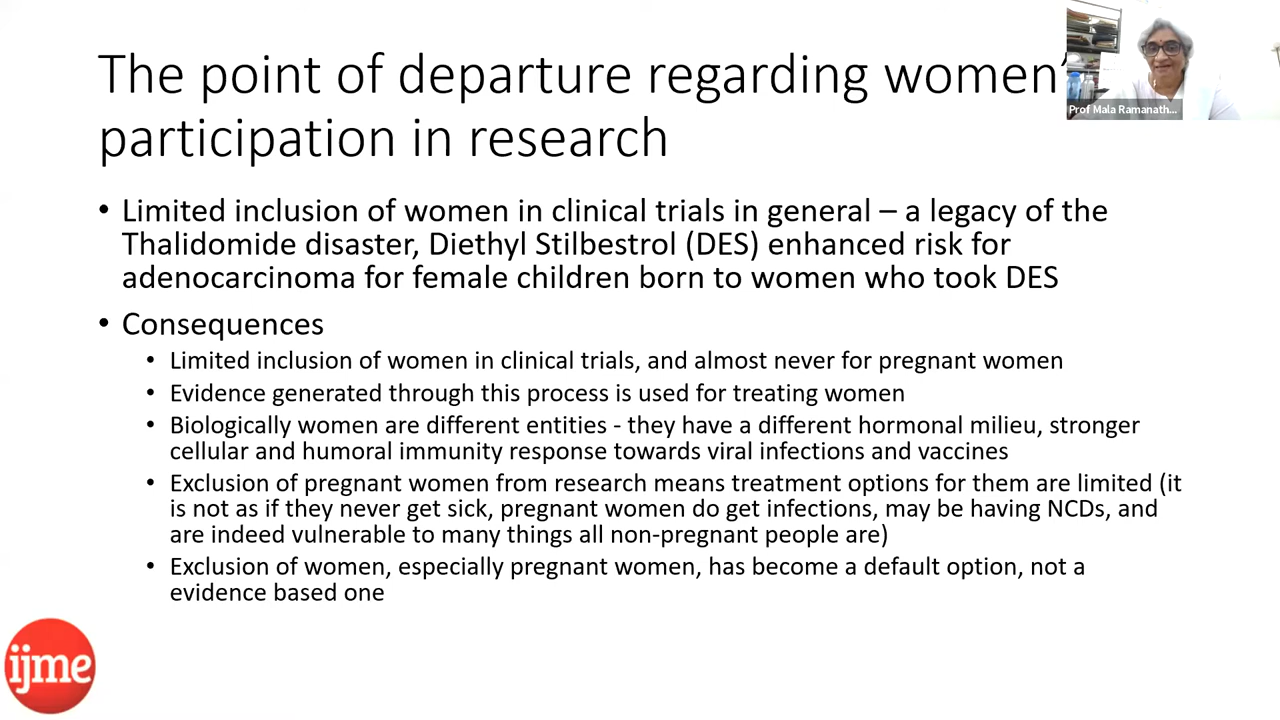 The point of departure regarding women'
participation in research
Prof Mala Ramanath...
• Limited inclusion of women in clinical trials in general – a legacy of the
Thalidomide disaster, Diethyl Stilbestrol (DES) enhanced risk for
adenocarcinoma for female children born to women who took DES
• Consequences
• Limited inclusion of women in clinical trials, and almost never for pregnant women
• Evidence generated through this process is used for treating women
• Biologically women are different entities - they have a different hormonal milieu, stronger
cellular and humoral immunity response towards viral infections and vaccines
• Exclusion of pregnant women from research means treatment options for them are limited (it
is not as if they never get sick, pregnant women do get infections, may be having NCDs, and
are indeed vulnerable to many things all non-pregnant people are)
• Exclusion of women, especially pregnant women, has become a default option, not a
evidence based one
ijme